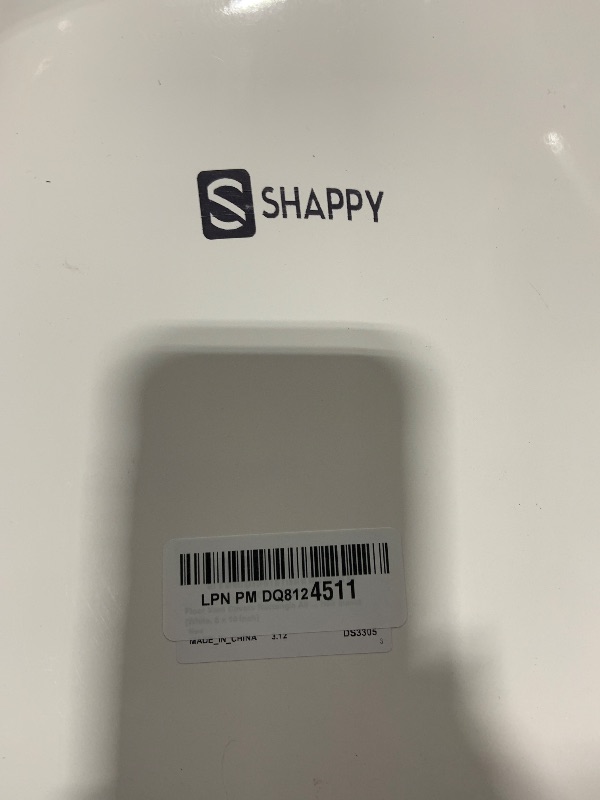 S SHAPPY
LPN PM DQ8124511
MADE_IN_CHINA 3.12 DS3305